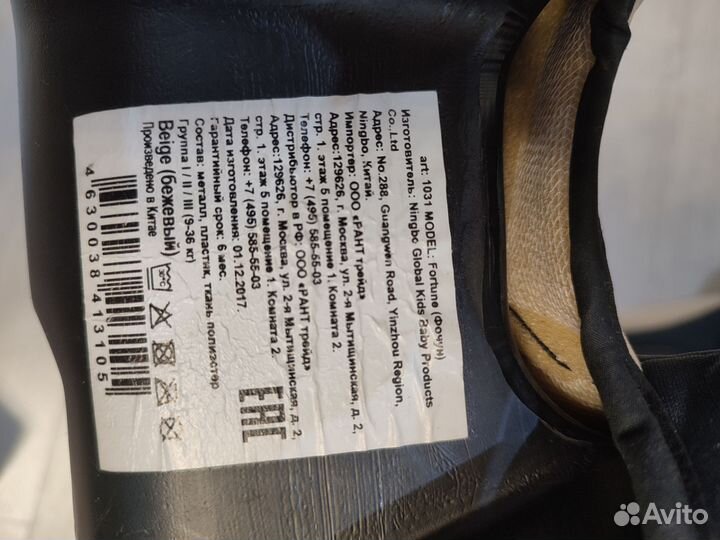 art: 1031 MODEL: Fortune (Фочун)
Изготовитель: Ningbo Global Kids Baby Products
Co.,Ltd
Адрес: No.288, Guangwen Road, Yinzhou Region,
Ningbo, Китай.
Импортер: ООО «РАНТ трейд»
Адрес:129626, г. Москва, ул. 2-я Мытищинская, д. 2,
стр. 1. этаж 5 помещение 1. Комната 2.
Телефон: +7 (495) 585-55-03
Дистрибьютор в РФ: ООО «РАНТ трейд»
Адрес:129626, г. Москва, ул. 2-я Мытищинская, д. 2,
стр. 1. этаж 5 помещение 1. Комната 2.
Телефон: +7 (495) 585-55-03
Дата изготовления: 01.12.2017.
Гарантийный срок: 6 мес.
Состав: металл, пластик, ткань полиэстер
Группа I / II / III (9-36 кг)
Beige (бежевый)
Произведено в Китае
30°C
EAC
4630038413105
Avito